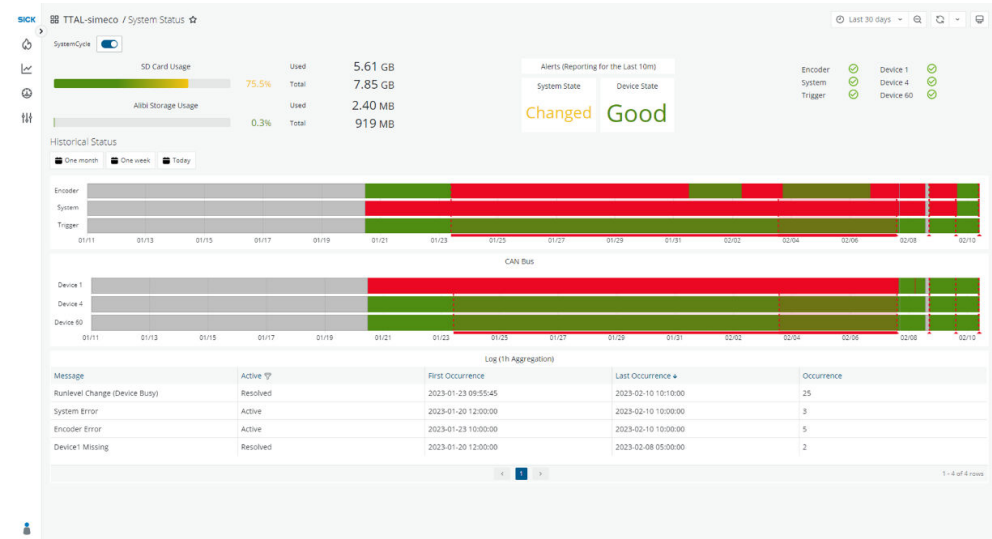 SICK
TTAL-simeco / System Status
Last 30 days
SystemCycle
SD Card Usage
75.5%
Used 5.61 GB
Total 7.85 GB
Alibi Storage Usage
0.3%
Used 2.40 MB
Total 919 MB
Alerts (Reporting for the Last 10m)
System State Device State
Changed Good
Encoder Device 1
System Device 4
Trigger Device 60
Historical Status
One month One week Today
Encoder
System
Trigger
01/11 01/13 01/15 01/17 01/19 01/21 01/23 01/25 01/27 01/29 01/31 02/02 02/04 02/06 02/08 02/10
CAN Bus
Device 1
Device 4
Device 60
01/11 01/13 01/15 01/17 01/19 01/21 01/23 01/25 01/27 01/29 01/31 02/02 02/04 02/06 02/08 02/10
Log (1h Aggregation)
Message Active First Occurrence Last Occurrence Occurrence
Runlevel Change (Device Busy) Resolved 2023-01-23 09:55:45 2023-02-10 10:10:00 25
System Error Active 2023-01-20 12:00:00 2023-02-10 10:00:00 3
Encoder Error Active 2023-01-23 10:00:00 2023-02-10 10:00:00 5
Device1 Missing Resolved 2023-01-20 12:00:00 2023-02-08 05:00:00 2
1
1 - 4 of 4 rows